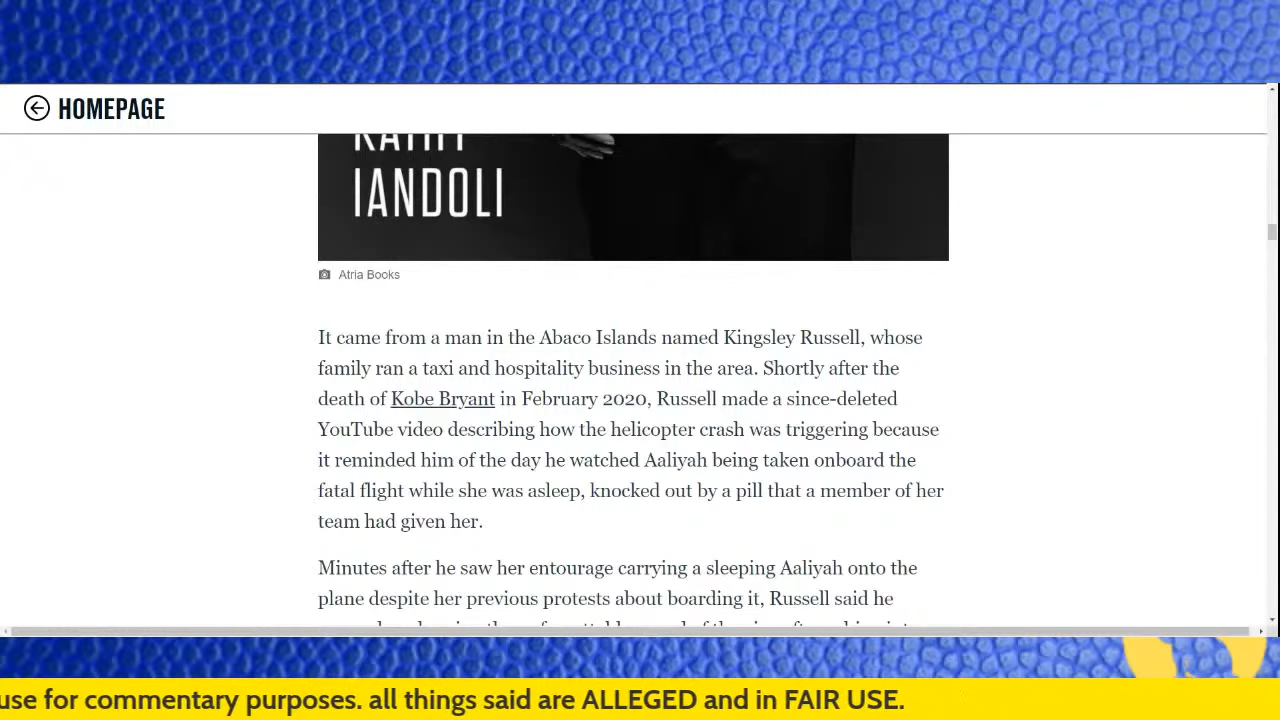 HOMEPAGE
KATHY
IANDOLI
Atria Books
It came from a man in the Abaco Islands named Kingsley Russell, whose
family ran a taxi and hospitality business in the area. Shortly after the
death of Kobe Bryant in February 2020, Russell made a since-deleted
YouTube video describing how the helicopter crash was triggering because
it reminded him of the day he watched Aaliyah being taken onboard the
fatal flight while she was asleep, knocked out by a pill that a member of her
team had given her.
Minutes after he saw her entourage carrying a sleeping Aaliyah onto the
plane despite her previous protests about boarding it, Russell said he
use for commentary purposes. all things said are ALLEGED and in FAIR USE.